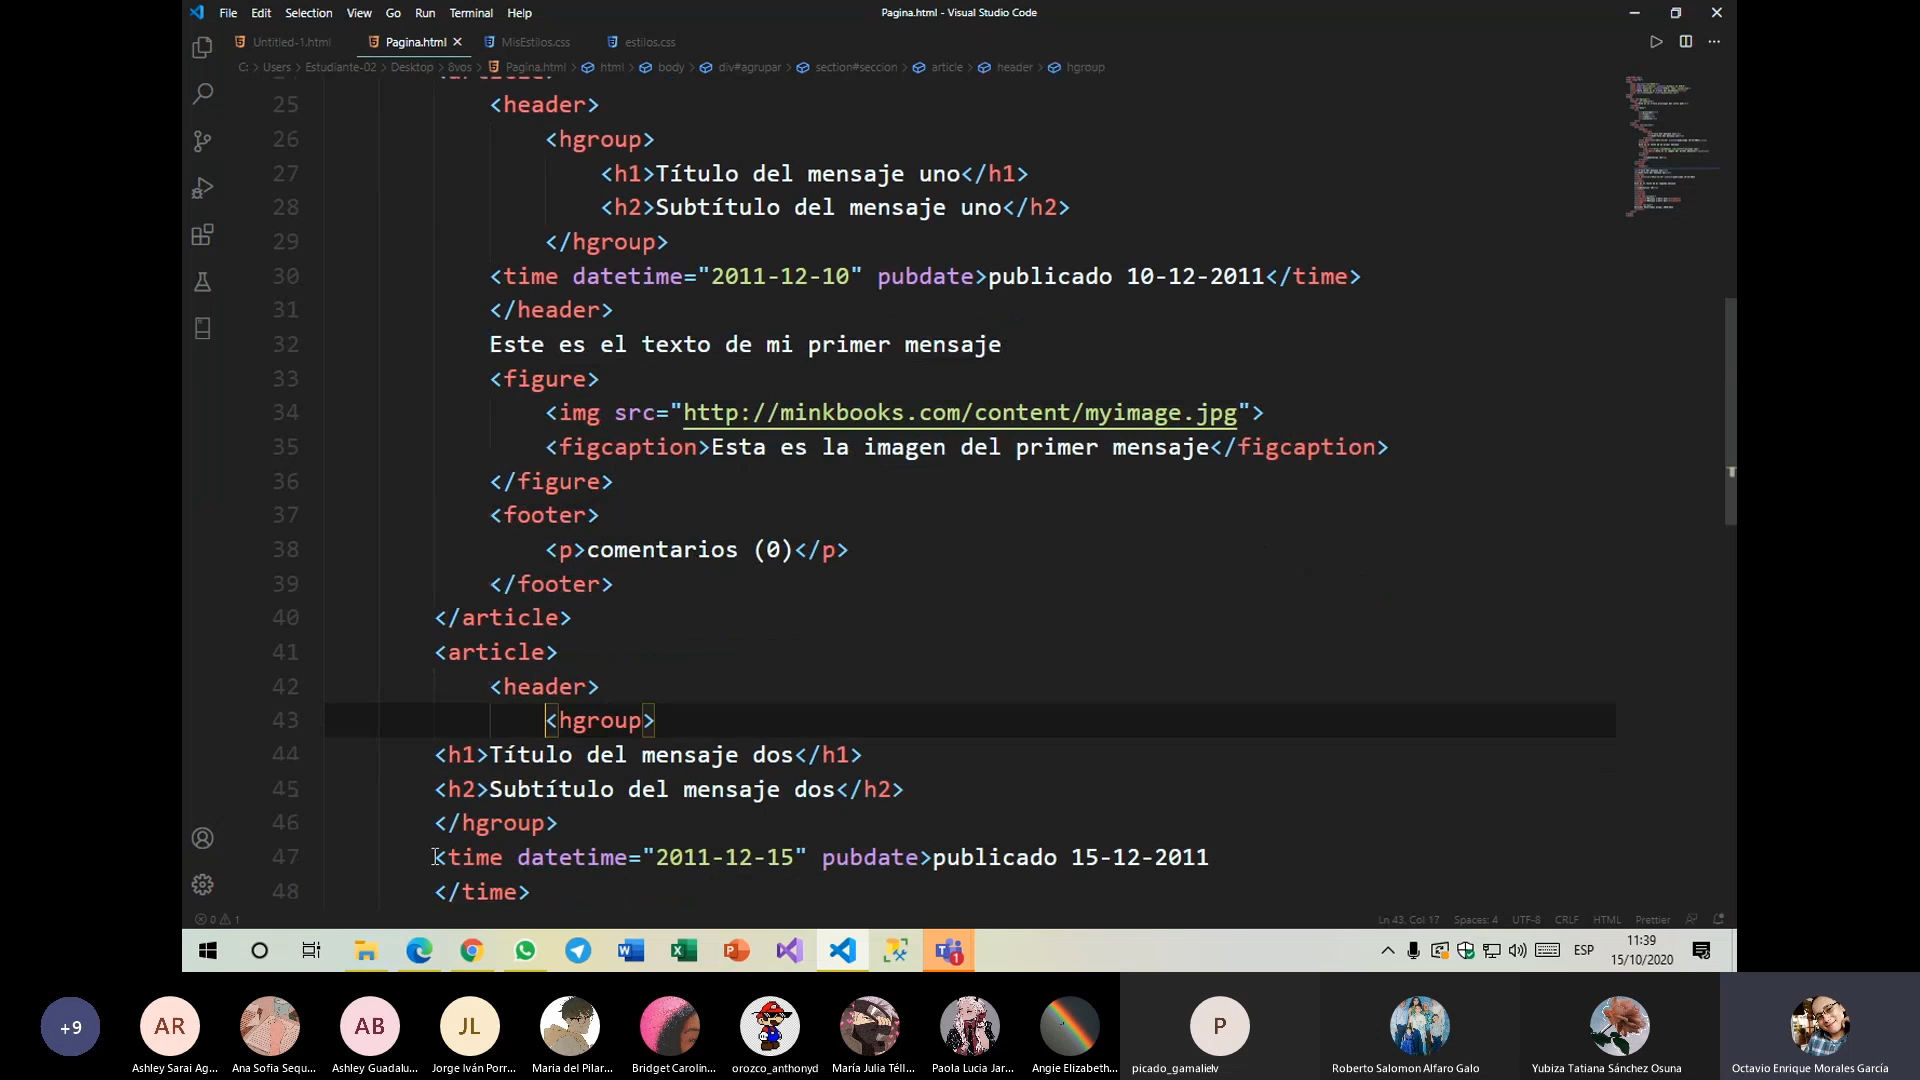 File Edit Selection View Go Run Terminal Help
Pagina.html - Visual Studio Code
Untitled-1.html Pagina.html MisEstilos.css estilos.css
C: > Users > Estudiante-02 > Desktop > 8vos > Pagina.html > html > body > div#agrupar > section#seccion > article > header > hgroup
25 <header>
26 <hgroup>
27 <h1>Título del mensaje uno</h1>
28 <h2>Subtítulo del mensaje uno</h2>
29 </hgroup>
30 <time datetime="2011-12-10" pubdate>publicado 10-12-2011</time>
31 </header>
32 Este es el texto de mi primer mensaje
33 <figure>
34 <img src="http://minkbooks.com/content/myimage.jpg">
35 <figcaption>Esta es la imagen del primer mensaje</figcaption>
36 </figure>
37 <footer>
38 <p>comentarios (0)</p>
39 </footer>
40 </article>
41 <article>
42 <header>
43 <hgroup>
44 <h1>Título del mensaje dos</h1>
45 <h2>Subtítulo del mensaje dos</h2>
46 </hgroup>
47 <time datetime="2011-12-15" pubdate>publicado 15-12-2011
48 </time>
0 1
Ln 43, Col 17 Spaces: 4 UTF-8 CRLF HTML Prettier
ESP
11:39
15/10/2020
1
+9 AR AB JL P
Ashley Sarai Ag... Ana Sofia Sequ... Ashley Guadalu... Jorge Iván Porr... Maria del Pilar... Bridget Carolin... orozco_anthonyd María Julia Téll... Paola Lucia Jar... Angie Elizabeth... picado_gamalielv Roberto Salomon Alfaro Galo Yubiza Tatiana Sánchez Osuna Octavio Enrique Morales García